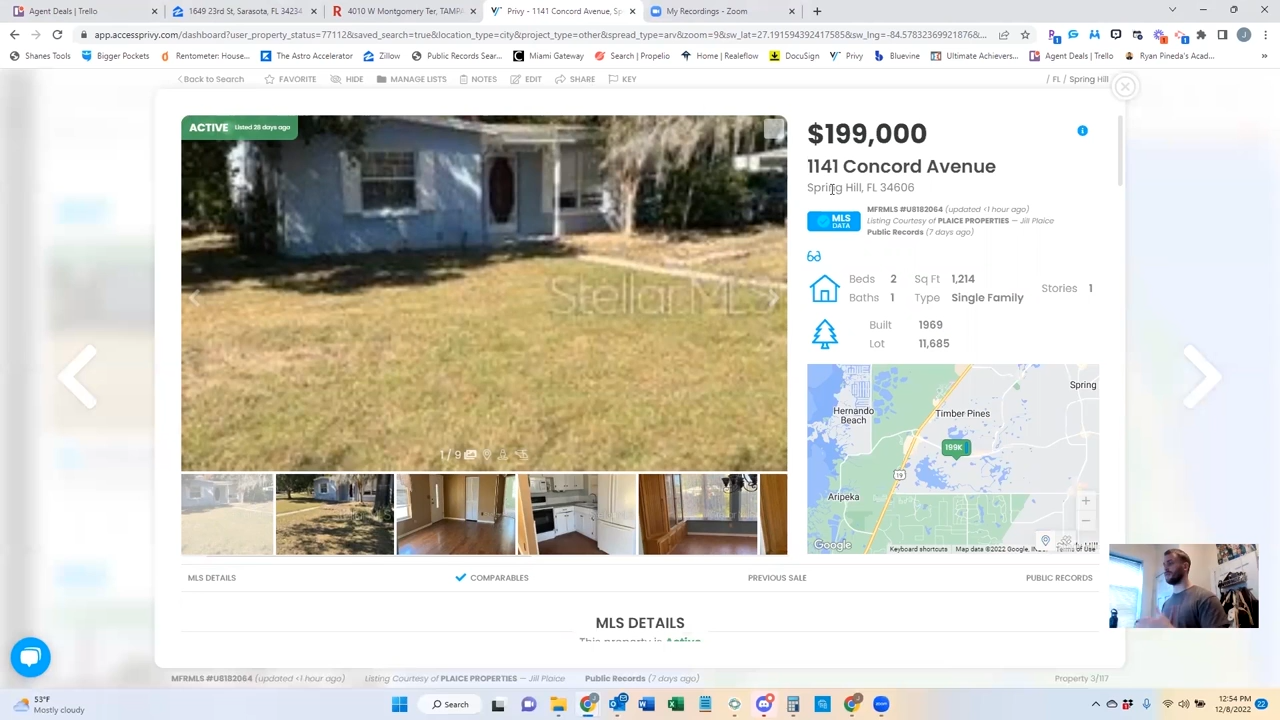 Agent Deals | Trello
1649 23rd St, Sarasota, FL 3423
4010 W Montgomery Ter, TAMPA
Privy - 1141 Concord Avenue, Sp
My Recordings - Zoom
app.accessprivy.com/dashboard?user_property_status=77112&saved_search=true&location_type=city&project_type=other&spread_type=arv&zoom=9&sw_lat=27.191594392417585&sw_lng=-84.57832369921876&...
Shanes Tools
Bigger Pockets
Rentometer: House...
The Astro Accelerator
Zillow
Public Records Sear...
Miami Gateway
Search | Propelio
Home | Realeflow
DocuSign
Privy
Bluevine
Ultimate Achievers...
Agent Deals | Trello
Ryan Pineda's Acad...
Back to Search
FAVORITE
HIDE
MANAGE LISTS
NOTES
EDIT
SHARE
KEY
/ FL / Spring Hill
ACTIVE Listed 28 days ago
StellarMLS
1 / 9
$199,000
1141 Concord Avenue
Spring Hill, FL 34606
MLS DATA
MFRMLS #U8182064 (updated <1 hour ago)
Listing Courtesy of PLAICE PROPERTIES — Jill Plaice
Public Records (7 days ago)
Beds 2 Sq Ft 1,214
Baths 1 Type Single Family
Stories 1
Built 1969
Lot 11,685
Hernando
Beach
Timber Pines
Spring
199K
19
Aripeka
Google
Keyboard shortcuts
Map data ©2022 Google, INEGI
Terms of Use
MLS DETAILS
COMPARABLES
PREVIOUS SALE
PUBLIC RECORDS
MLS DETAILS
This property is Active
MFRMLS #U8182064 (updated <1 hour ago)
Listing Courtesy of PLAICE PROPERTIES — Jill Plaice
Public Records (7 days ago)
Property 3/117
53°F
Mostly cloudy
Search
12:54 PM
12/8/2022
22